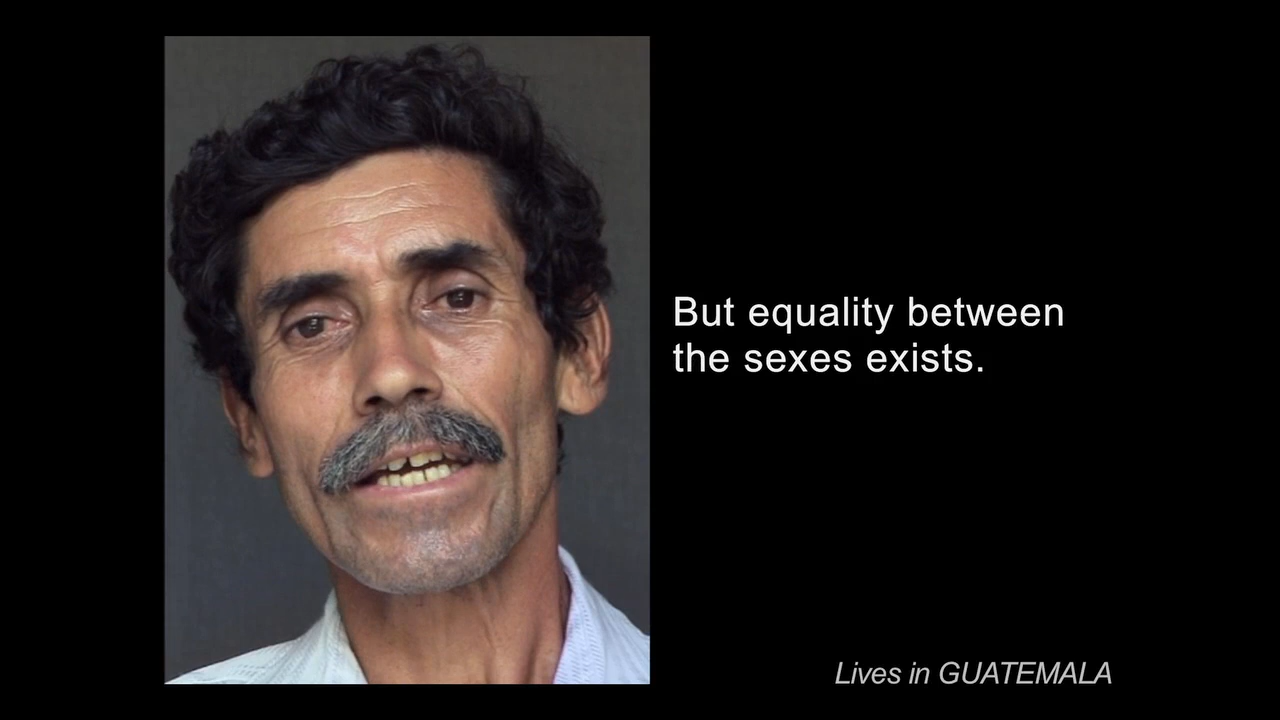 But equality between
the sexes exists.
Lives in GUATEMALA